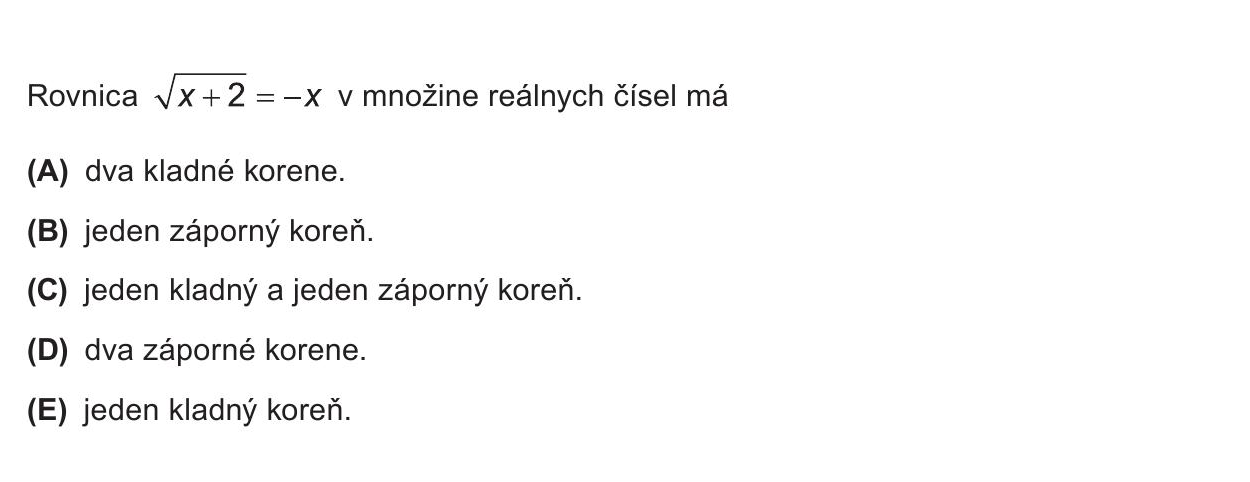 Rovnica √x + 2 = −x v množine reálnych čísel má
(A) dva kladné korene.
(B) jeden záporný koreň.
(C) jeden kladný a jeden záporný koreň.
(D) dva záporné korene.
(E) jeden kladný koreň.